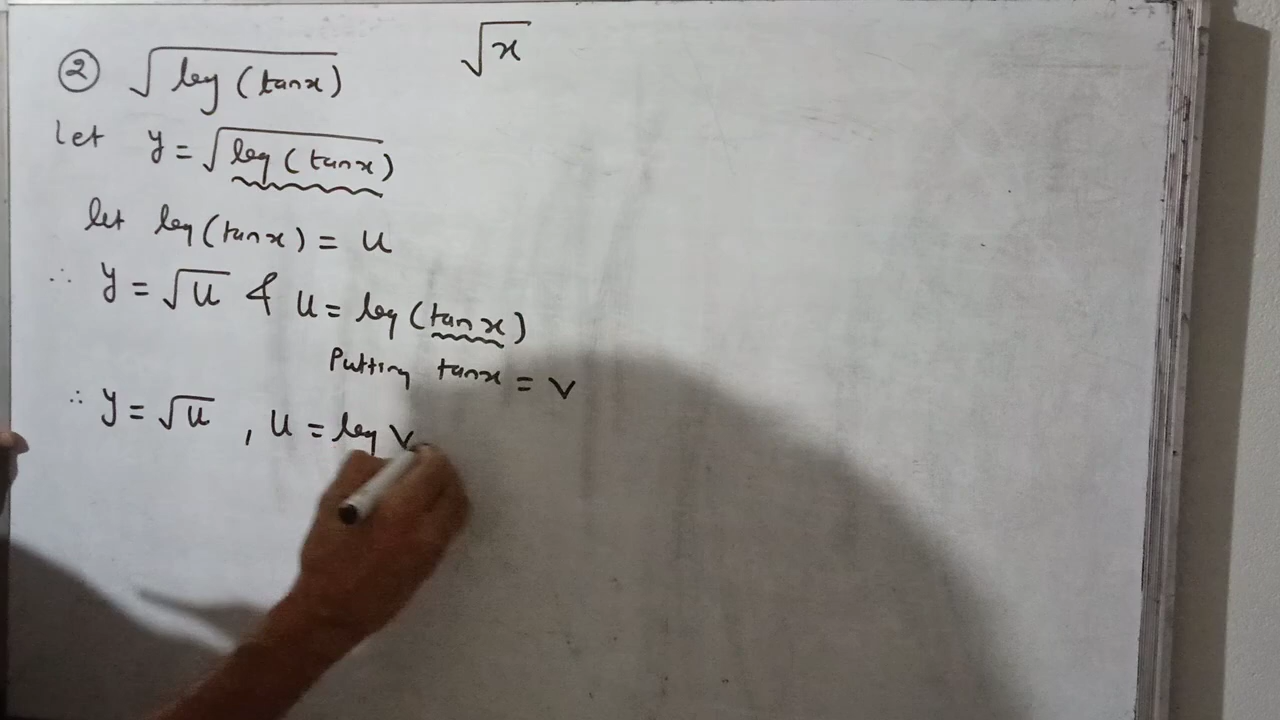 ② √log(tanx) √x
Let y = √log(tanx)
let log(tanx) = u
∴ y = √u & u = log(tanx)
Putting tanx = v
∴ y = √u , u = log v